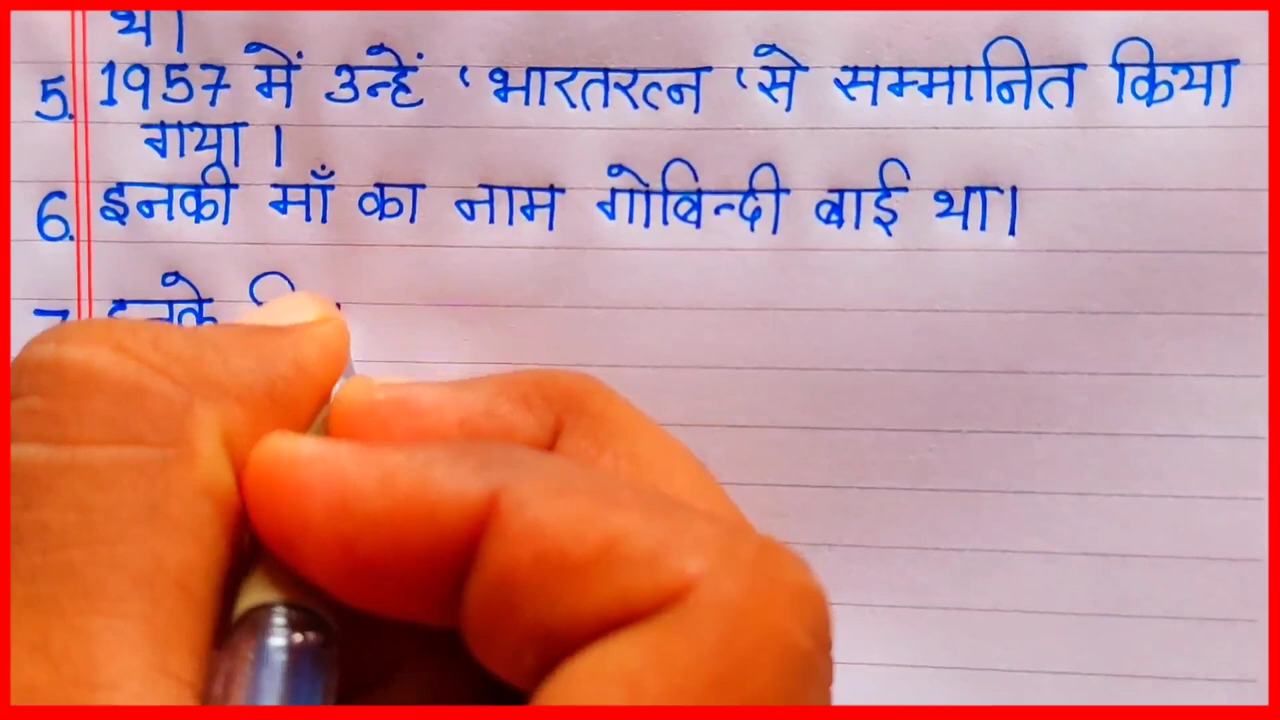 था।
5. 1957 में उन्हें ‘भारतरत्न ‘से सम्मानित किया
गया।
6. इनकी माँ का नाम गोबिन्दी बाई था।
7. इनके